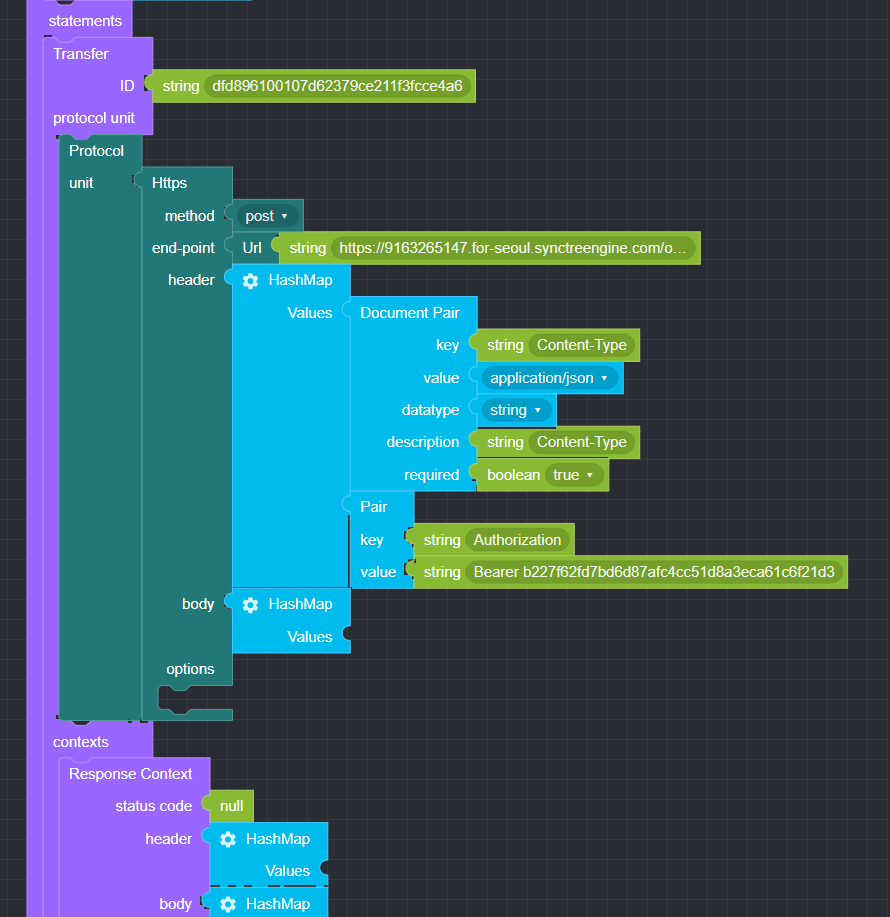 statements
Transfer
ID string dfd896100107d62379ce211f3fcce4a6
protocol unit
Protocol
unit Https
method post
end-point Url string https://9163265147.for-seoul.synctreengine.com/o...
header HashMap
Values Document Pair
key string Content-Type
value application/json
datatype string
description string Content-Type
required boolean true
Pair
key string Authorization
value string Bearer b227f62fd7bd6d87afc4cc51d8a3eca61c6f21d3
body HashMap
Values
options
contexts
Response Context
status code null
header HashMap
Values
body HashMap